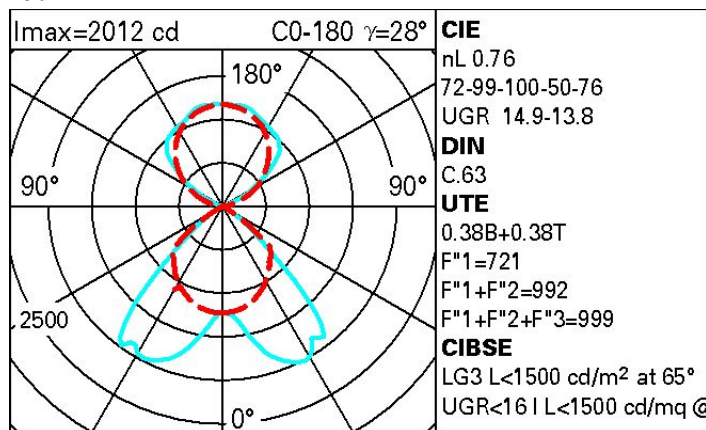 Imax=2012 cd
C0-180 γ=28°
180°
90°
90°
2500
0°
CIE
nL 0.76
72-99-100-50-76
UGR 14.9-13.8
DIN
C.63
UTE
0.38B+0.38T
F"1=721
F"1+F"2=992
F"1+F"2+F"3=999
CIBSE
LG3 L<1500 cd/m² at 65°
UGR<16 | L<1500 cd/mq @